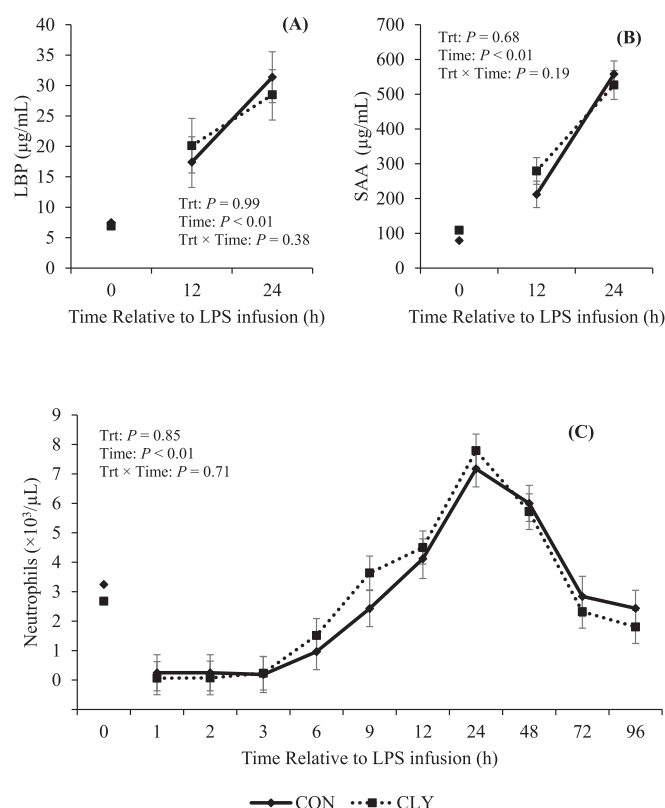 (A)
40
35
30
25
20
15
10
5
0
LBP (µg/mL)
Trt: P = 0.99
Time: P < 0.01
Trt × Time: P = 0.38
0 12 24
Time Relative to LPS infusion (h)
(B)
Trt: P = 0.68
Time: P < 0.01
Trt × Time: P = 0.19
700
600
500
400
300
200
100
0
SAA (µg/mL)
0 12 24
Time Relative to LPS infusion (h)
(C)
Trt: P = 0.85
Time: P < 0.01
Trt × Time: P = 0.71
9
8
7
6
5
4
3
2
1
0
Neutrophils (×10³/µL)
0 1 2 3 6 9 12 24 48 72 96
Time Relative to LPS infusion (h)
CON CLY